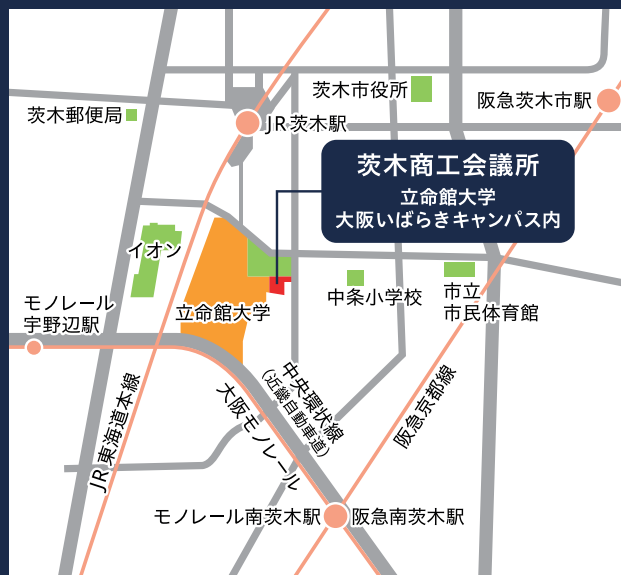 茨木市役所
阪急茨木市駅
茨木郵便局
JR茨木駅
茨木商工会議所
立命館大学
大阪いばらきキャンパス内
イオン
中条小学校
市立
市民体育館
モノレール
宇野辺駅
立命館大学
中央環状線
(近畿自動車道)
大阪モノレール
阪急京都線
JR東海道本線
モノレール南茨木駅
阪急南茨木駅